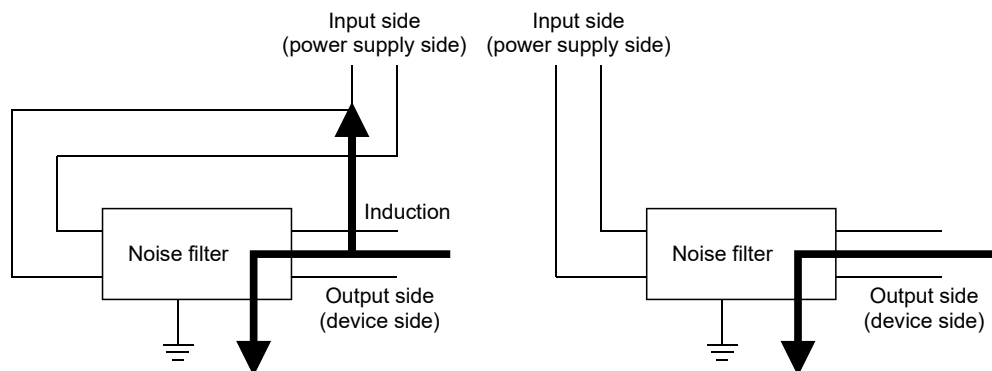 Input side
(power supply side)
Induction
Noise filter
Output side
(device side)
Input side
(power supply side)
Noise filter
Output side
(device side)